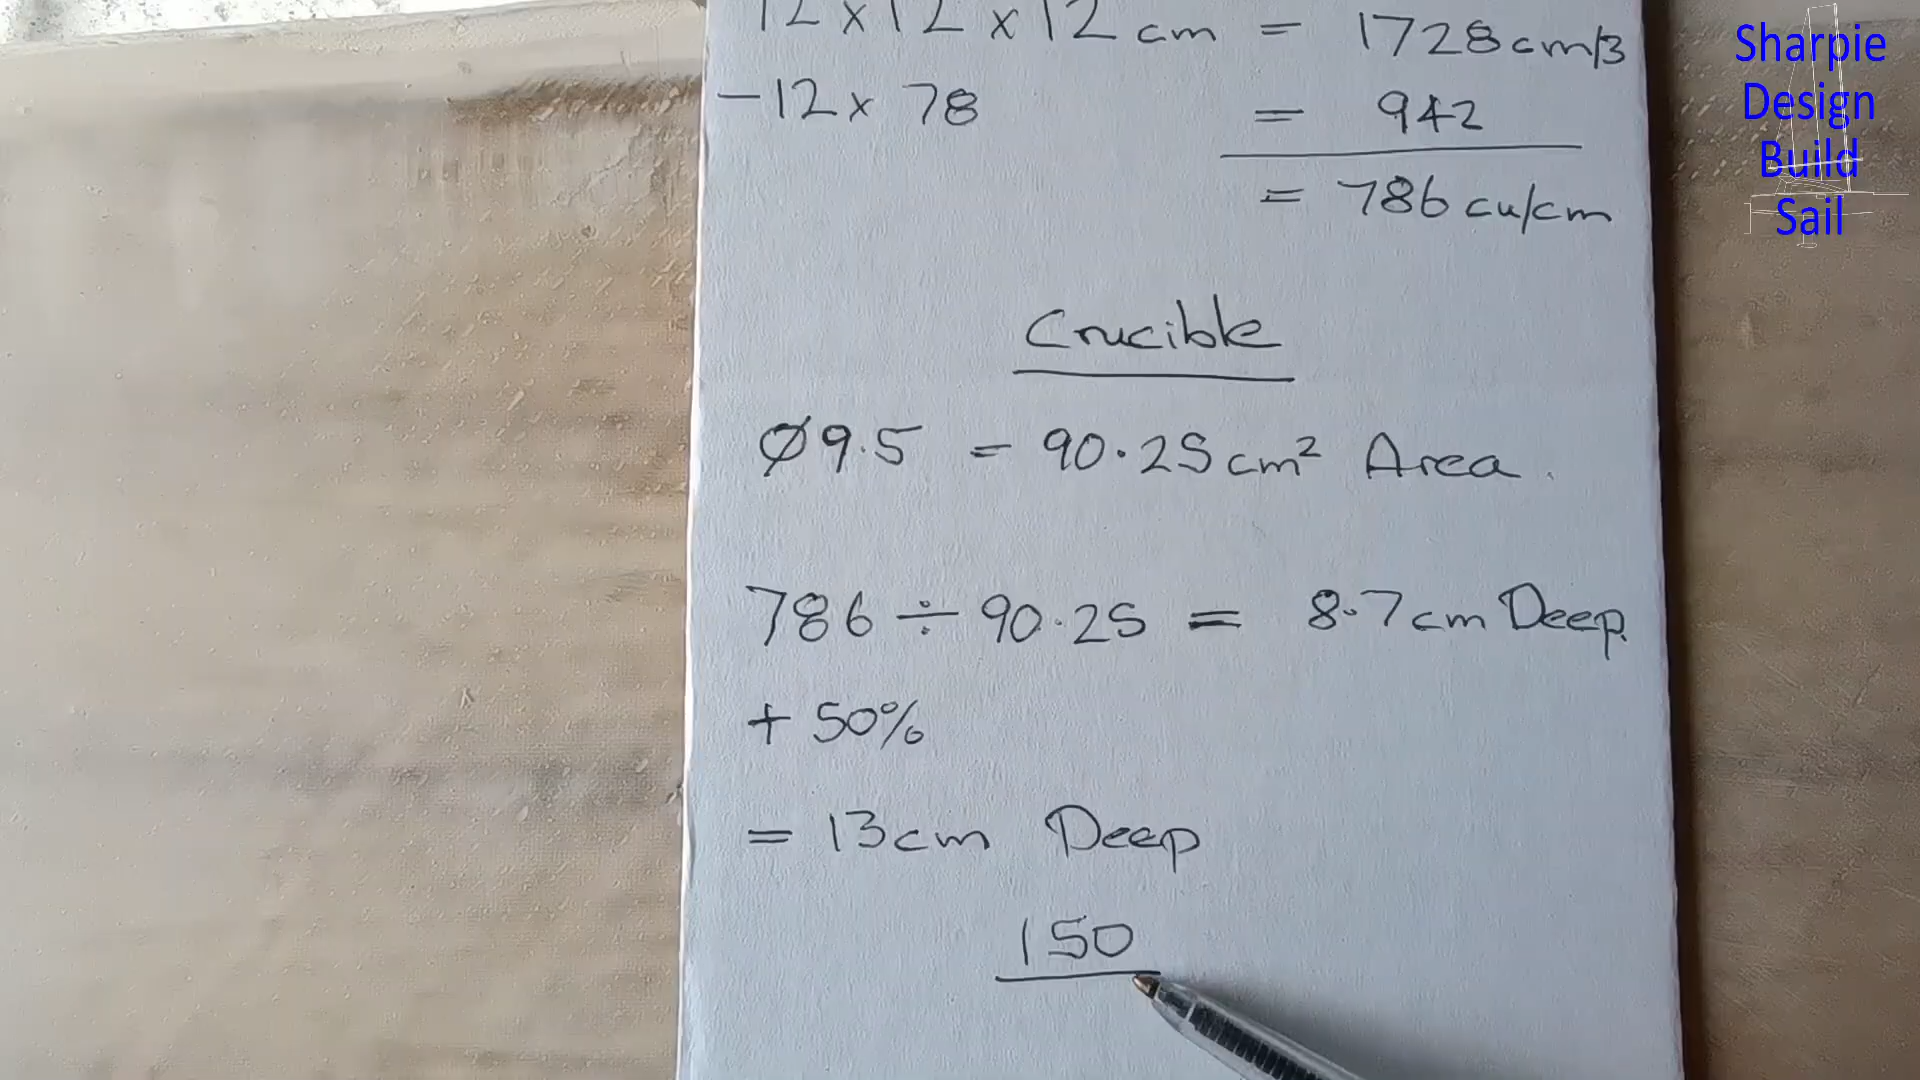 12 x 12 x 12 cm = 1728 cm/3
- 12 x 78 = 942
= 786 cu/cm
Crucible
Ø9.5 = 90.25 cm² Area.
786 ÷ 90.25 = 8.7 cm Deep.
+ 50%
= 13 cm Deep
150
Sharpie
Design
Build
Sail